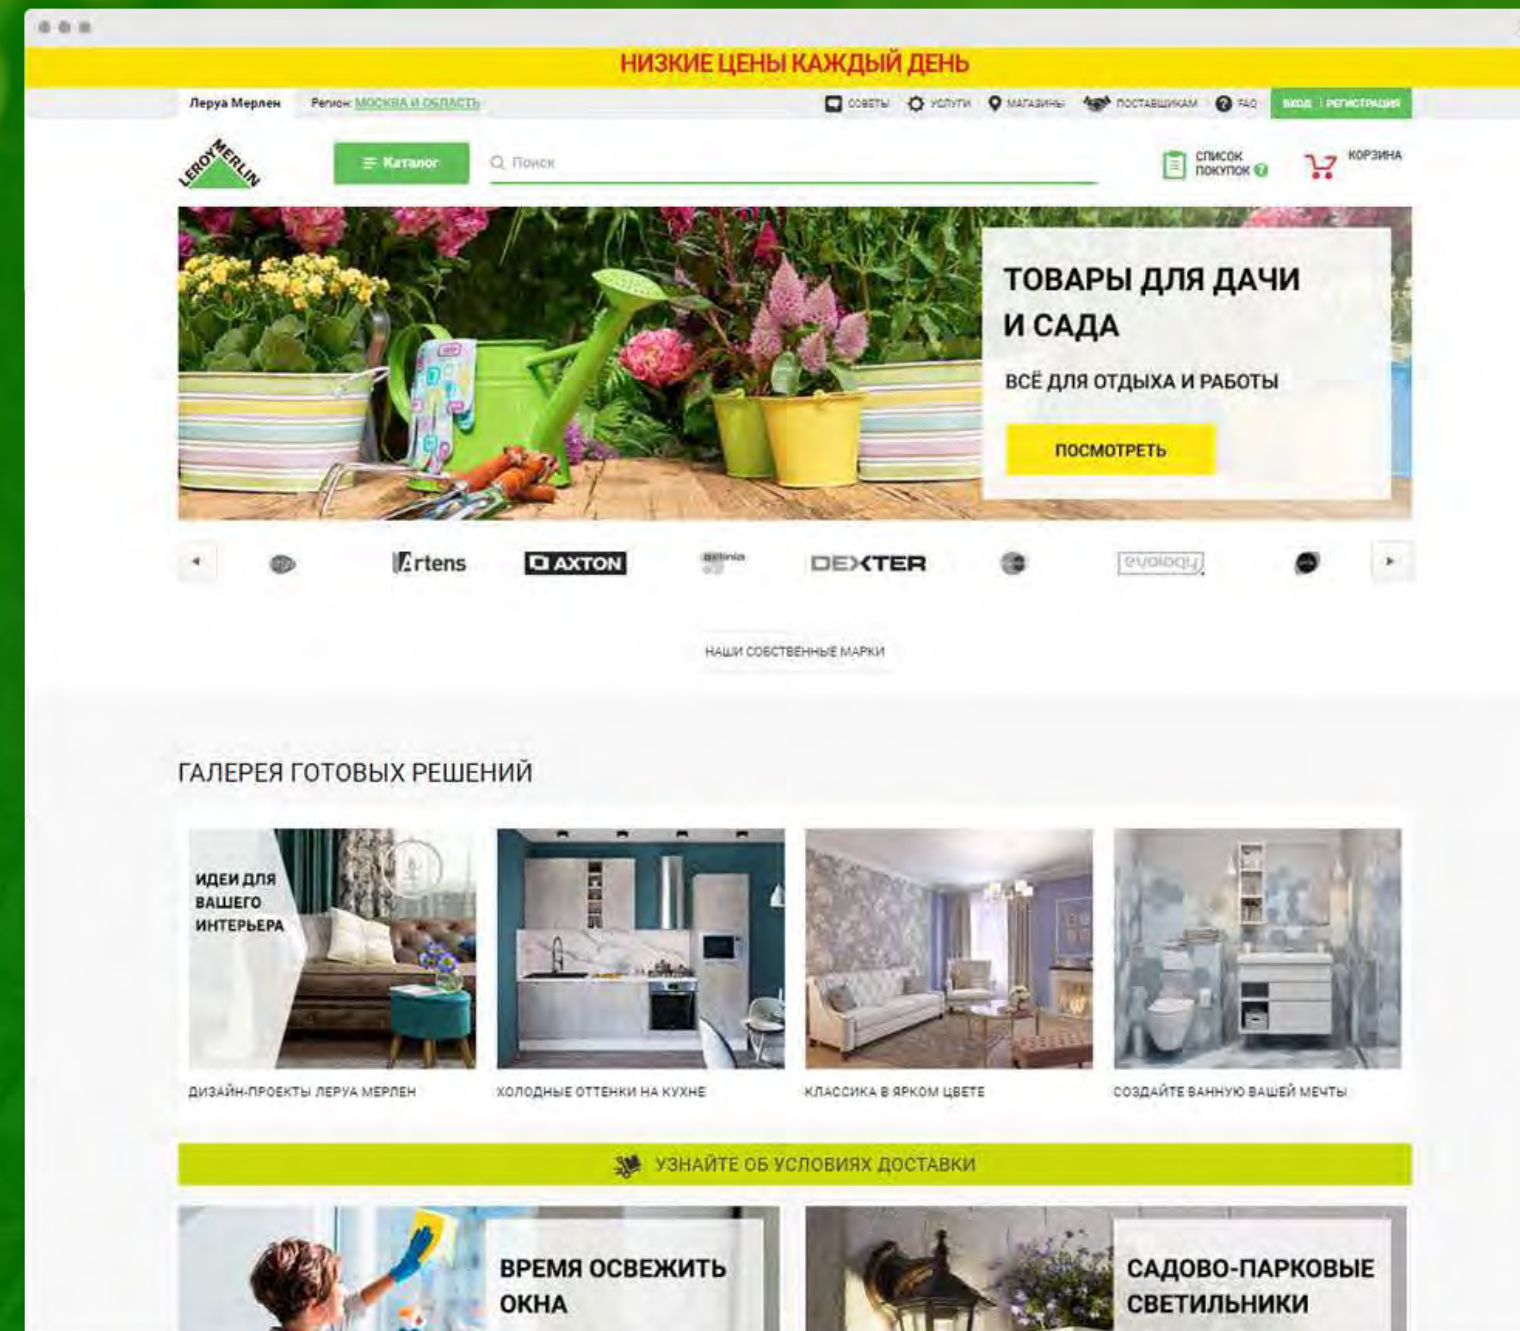 НИЗКИЕ ЦЕНЫ КАЖДЫЙ ДЕНЬ
Леруа Мерлен Регион: МОСКВА И ОБЛАСТЬ СОВЕТЫ УСЛУГИ МАГАЗИНЫ ПОСТАВЩИКАМ FAQ ВХОД | РЕГИСТРАЦИЯ
LEROY MERLIN
Каталог
Поиск
СПИСОК
ПОКУПОК ?
КОРЗИНА
ТОВАРЫ ДЛЯ ДАЧИ
И САДА
ВСЁ ДЛЯ ОТДЫХА И РАБОТЫ
ПОСМОТРЕТЬ
Artens AXTON DEXTER evology
НАШИ СОБСТВЕННЫЕ МАРКИ
ГАЛЕРЕЯ ГОТОВЫХ РЕШЕНИЙ
ИДЕИ ДЛЯ
ВАШЕГО
ИНТЕРЬЕРА
ДИЗАЙН-ПРОЕКТЫ ЛЕРУА МЕРЛЕН
ХОЛОДНЫЕ ОТТЕНКИ НА КУХНЕ
КЛАССИКА В ЯРКОМ ЦВЕТЕ
СОЗДАЙТЕ ВАННУЮ ВАШЕЙ МЕЧТЫ
УЗНАЙТЕ ОБ УСЛОВИЯХ ДОСТАВКИ
ВРЕМЯ ОСВЕЖИТЬ
ОКНА
САДОВО-ПАРКОВЫЕ
СВЕТИЛЬНИКИ